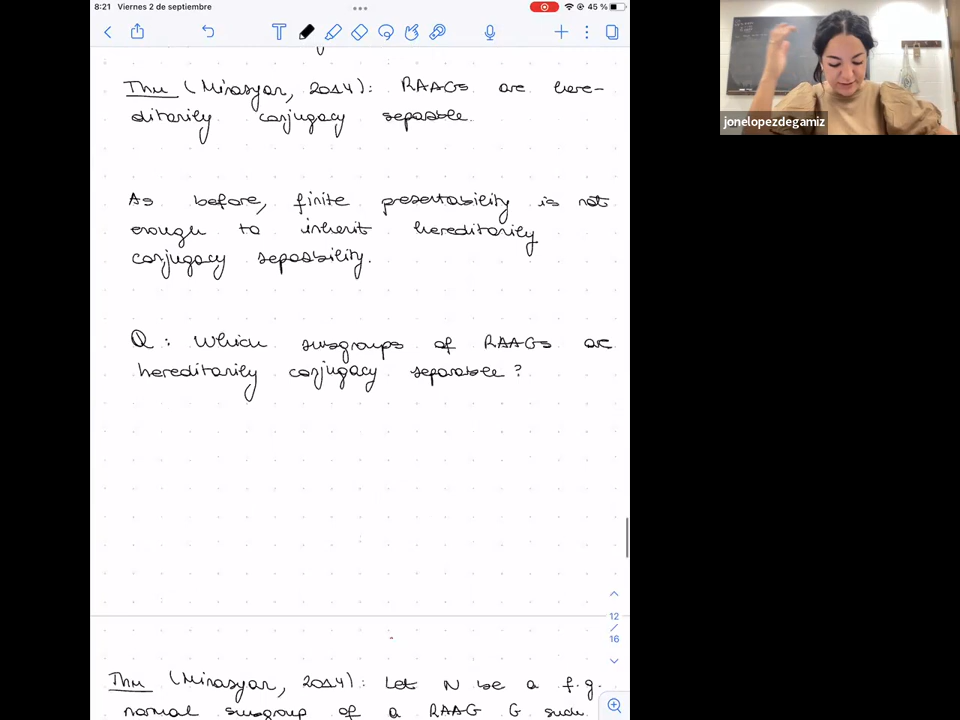 8:21 Viernes 2 de septiembre
45 %
jonelopezdegamiz
Thm (Minasyan, 2014): RAAGs are here-
ditarily conjugacy separable.
As before, finite presentability is not
enough to inherit hereditarily
conjugacy separability.
Q: Which subgroups of RAAGs are
hereditarily conjugacy separable?
12
/
16
Thm (Minasyan, 2014): Let N be a f.g.
normal subgroup of a RAAG G such